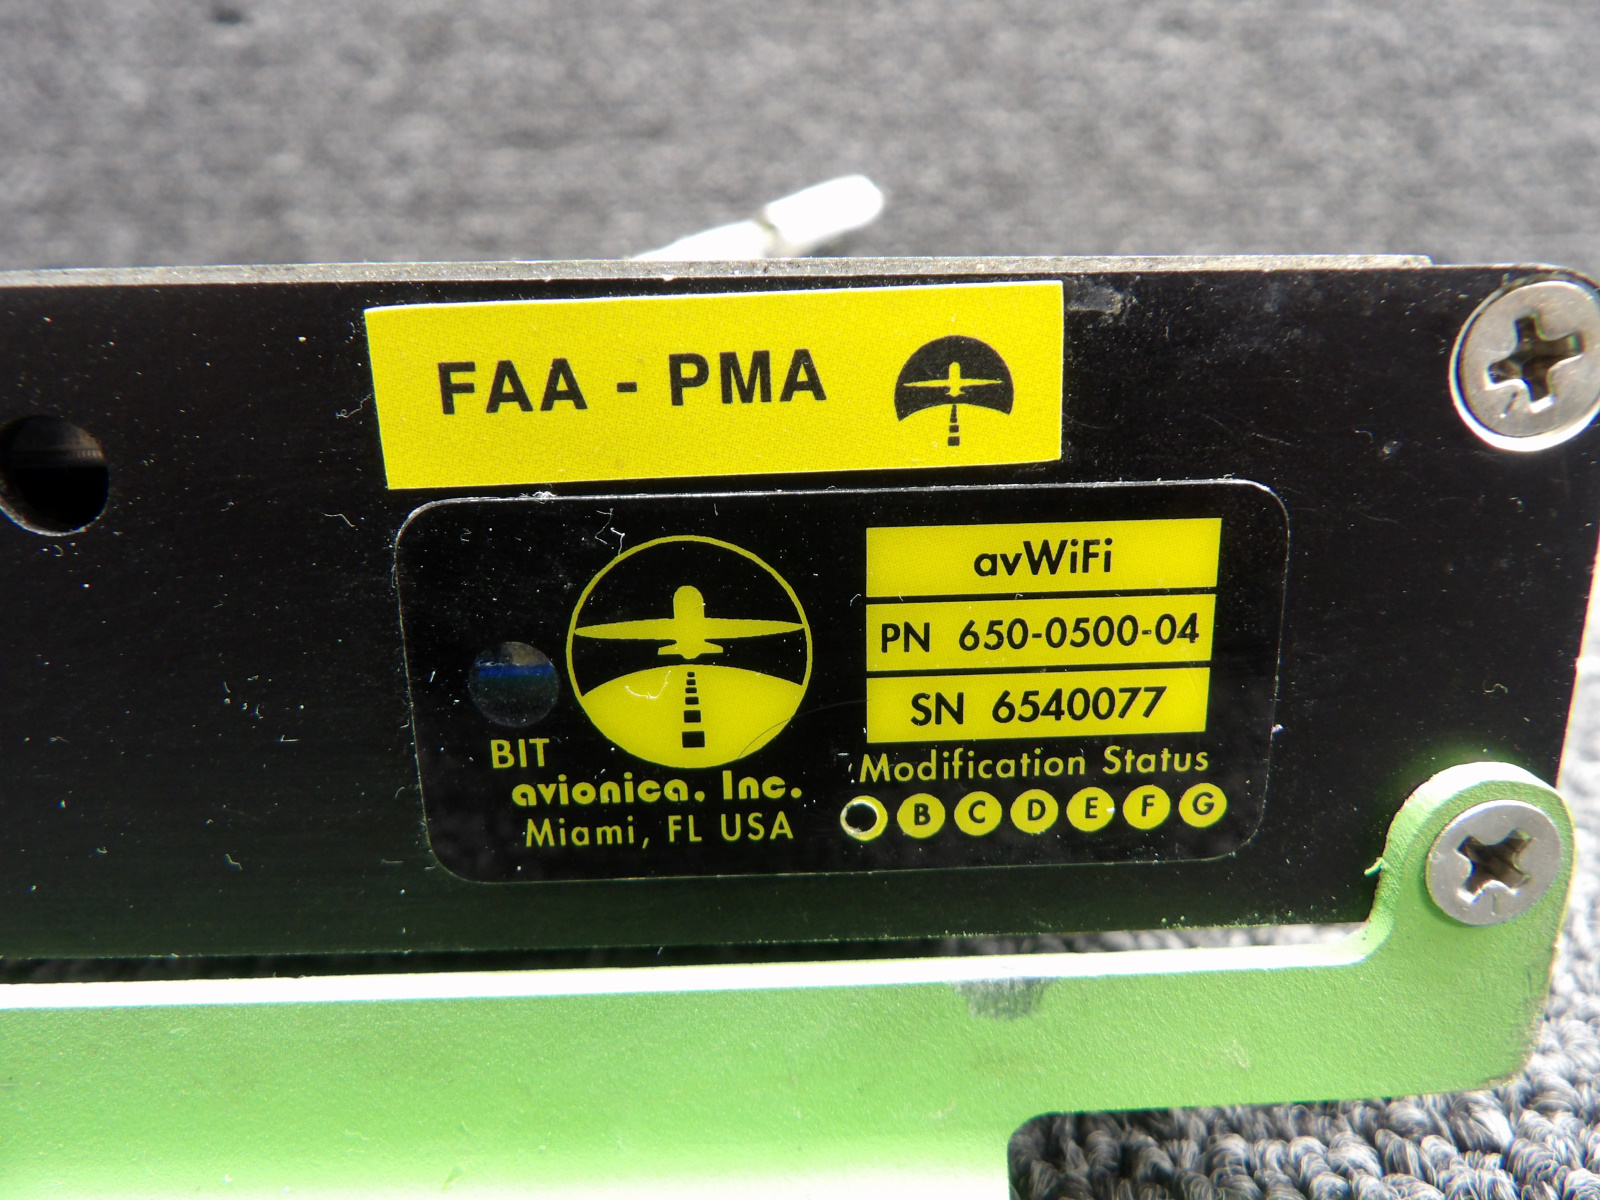 FAA - PMA
avWiFi
PN 650-0500-04
SN 6540077
BIT
avionica. Inc.
Miami, FL USA
Modification Status
B C D E F G